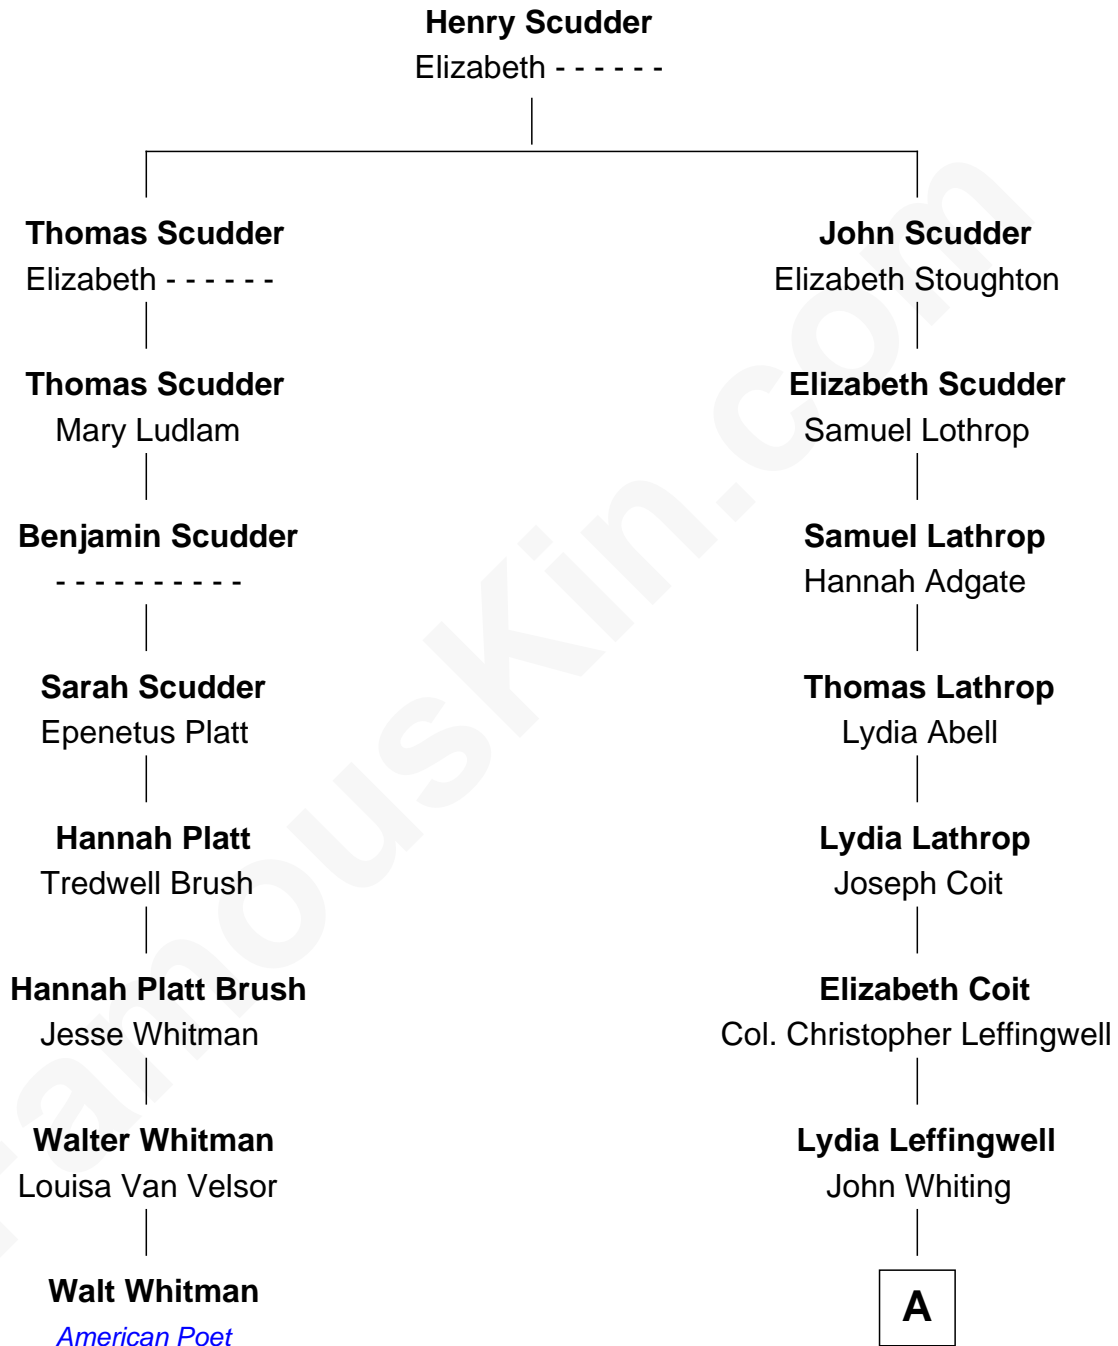 Henry Scudder
Elizabeth - - - - - -
Thomas Scudder
Elizabeth - - - - - -
John Scudder
Elizabeth Stoughton
Thomas Scudder
Mary Ludlam
Elizabeth Scudder
Samuel Lothrop
Benjamin Scudder
- - - - - - - - - -
Samuel Lathrop
Hannah Adgate
Sarah Scudder
Epenetus Platt
Thomas Lathrop
Lydia Abell
Hannah Platt
Tredwell Brush
Lydia Lathrop
Joseph Coit
Hannah Platt Brush
Jesse Whitman
Elizabeth Coit
Col. Christopher Leffingwell
Walter Whitman
Louisa Van Velsor
Lydia Leffingwell
John Whiting
Walt Whitman
American Poet
A
FamousKin.com